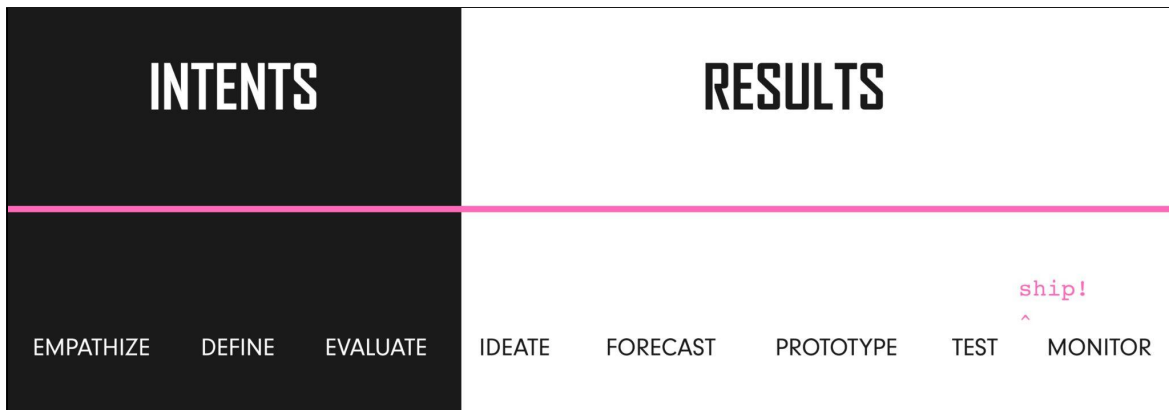 INTENTS
RESULTS
ship!
^
EMPATHIZE DEFINE EVALUATE IDEATE FORECAST PROTOTYPE TEST MONITOR